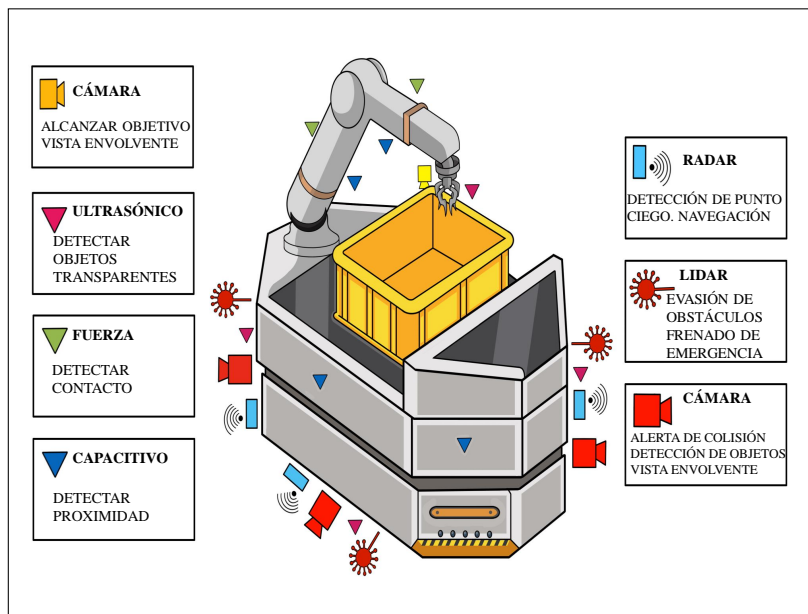 CÁMARA
ALCANZAR OBJETIVO
VISTA ENVOLVENTE
ULTRASÓNICO
DETECTAR
OBJETOS
TRANSPARENTES
FUERZA
DETECTAR
CONTACTO
CAPACITIVO
DETECTAR
PROXIMIDAD
RADAR
DETECCIÓN DE PUNTO
CIEGO. NAVEGACIÓN
LIDAR
EVASIÓN DE
OBSTÁCULOS
FRENADO DE
EMERGENCIA
CÁMARA
ALERTA DE COLISIÓN
DETECCIÓN DE OBJETOS
VISTA ENVOLVENTE